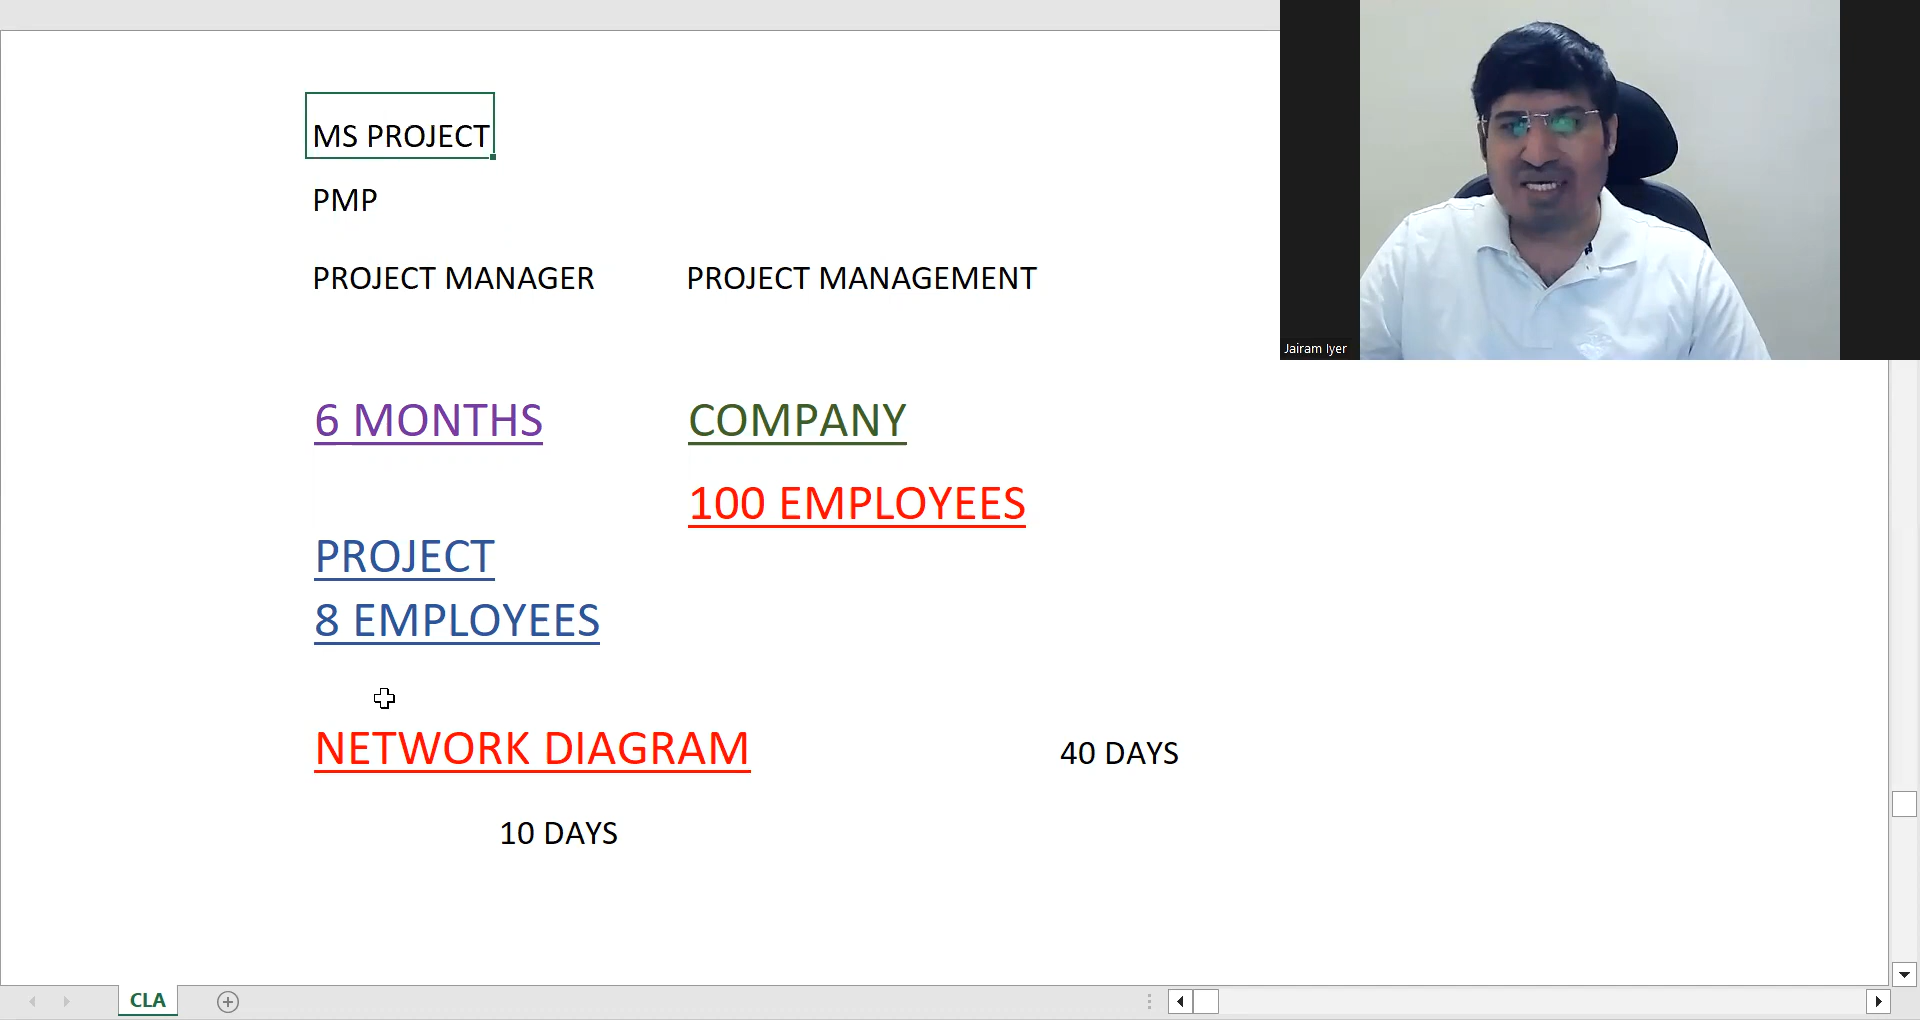 MS PROJECT
PMP
PROJECT MANAGER PROJECT MANAGEMENT
6 MONTHS COMPANY
100 EMPLOYEES
PROJECT
8 EMPLOYEES
NETWORK DIAGRAM 40 DAYS
10 DAYS
Jairam Iyer
CLA